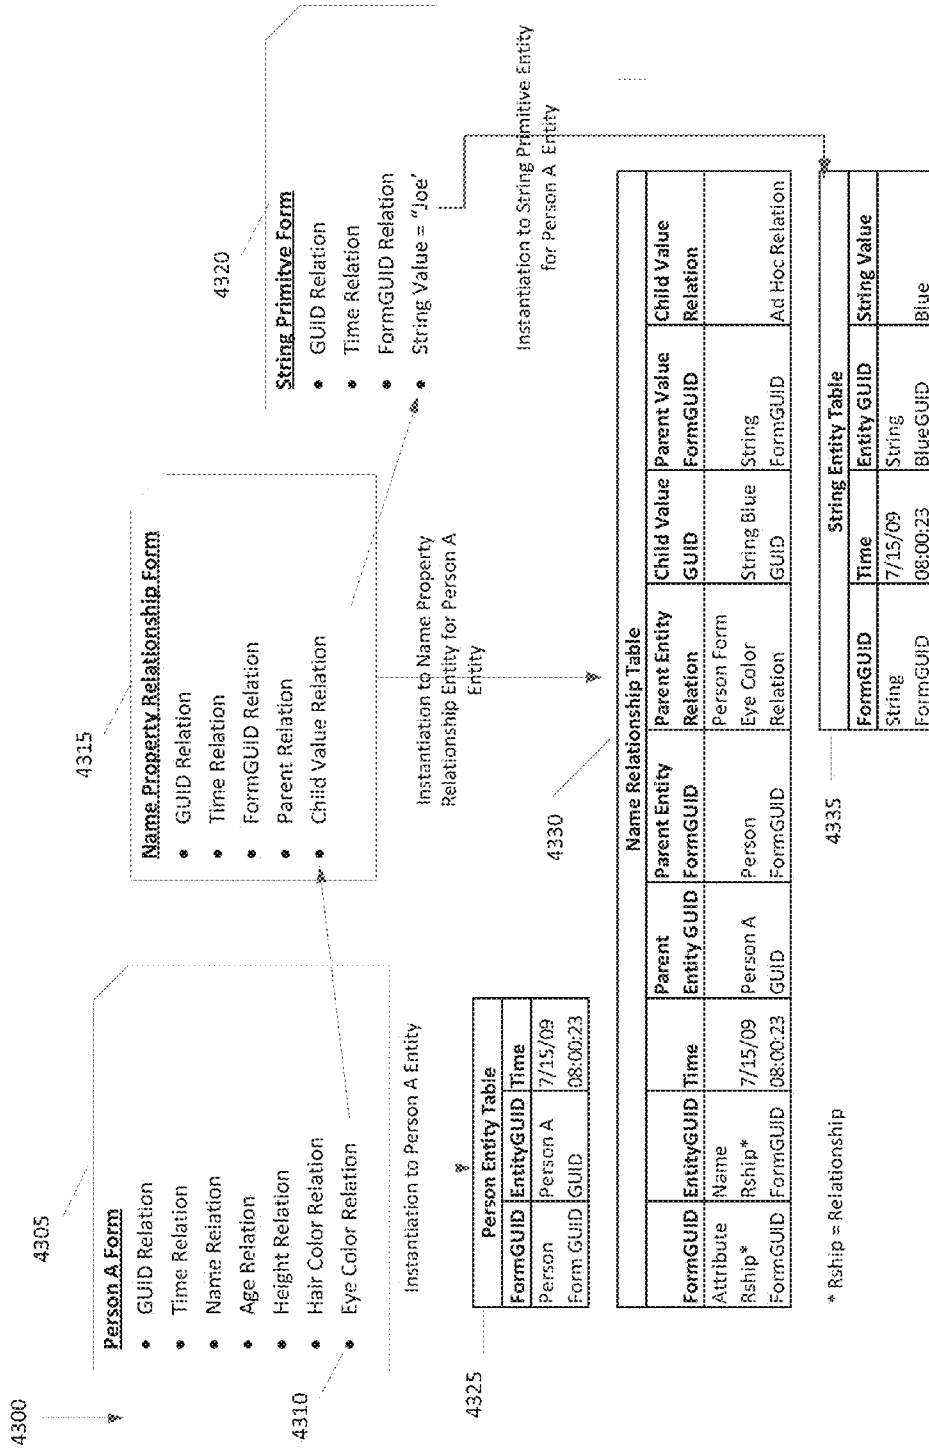 4300
4305
Person A Form
GUID Relation
Time Relation
Name Relation
Age Relation
Height Relation
Hair Color Relation
Eye Color Relation
4310
Instantiation to Person A Entity
4315
Name Property Relationship Form
GUID Relation
Time Relation
FormGUID Relation
Parent Relation
Child Value Relation
Instantiation to Name Property
Relationship Entity for Person A
Entity
4320
String Primitve Form
GUID Relation
Time Relation
FormGUID Relation
String Value = "Joe'
Instantiation to String Primitive Entity
for Person A Entity
4325
Person Entity Table
FormGUID EntityGUID Time
Person Person A 7/15/09
Form GUID GUID 08:00:23
4330
Name Relationship Table
Parent Parent Entity Parent Entity Child Value Parent Value Child Value
FormGUID EntityGUID Time Entity GUID FormGUID Relation GUID FormGUID Relation
Attribute Name Person Form
Rship* Rship* 7/15/09 Person A Person Eye Color String Blue String
FormGUID FormGUID 08:00:23 GUID FormGUID Relation GUID FormGUID Ad Hoc Relation
4335
String Entity Table
FormGUID Time Entity GUID String Value
String 7/15/09 String
FormGUID 08:00:23 BlueGUID Blue
* Rship = Relationship